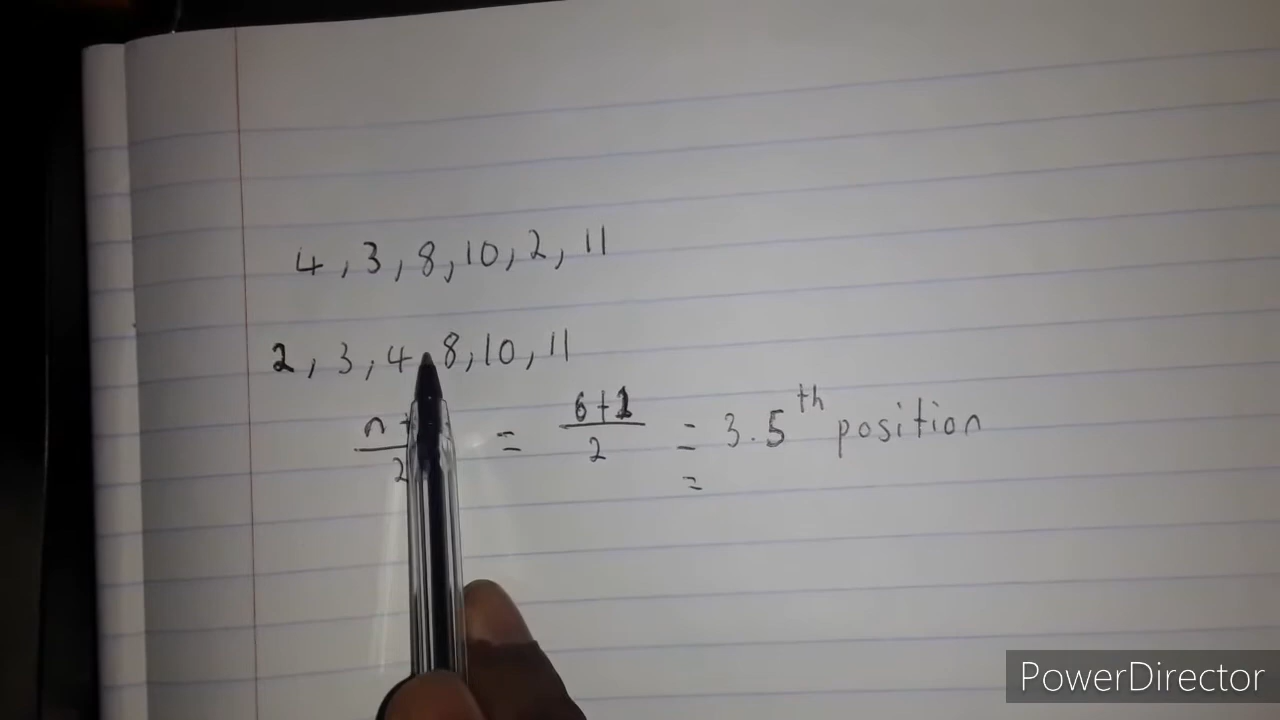 4, 3, 8, 10, 2, 11
2, 3, 4 8, 10, 11
n
2 = 6+1
2 = 3.5th position
=
PowerDirector